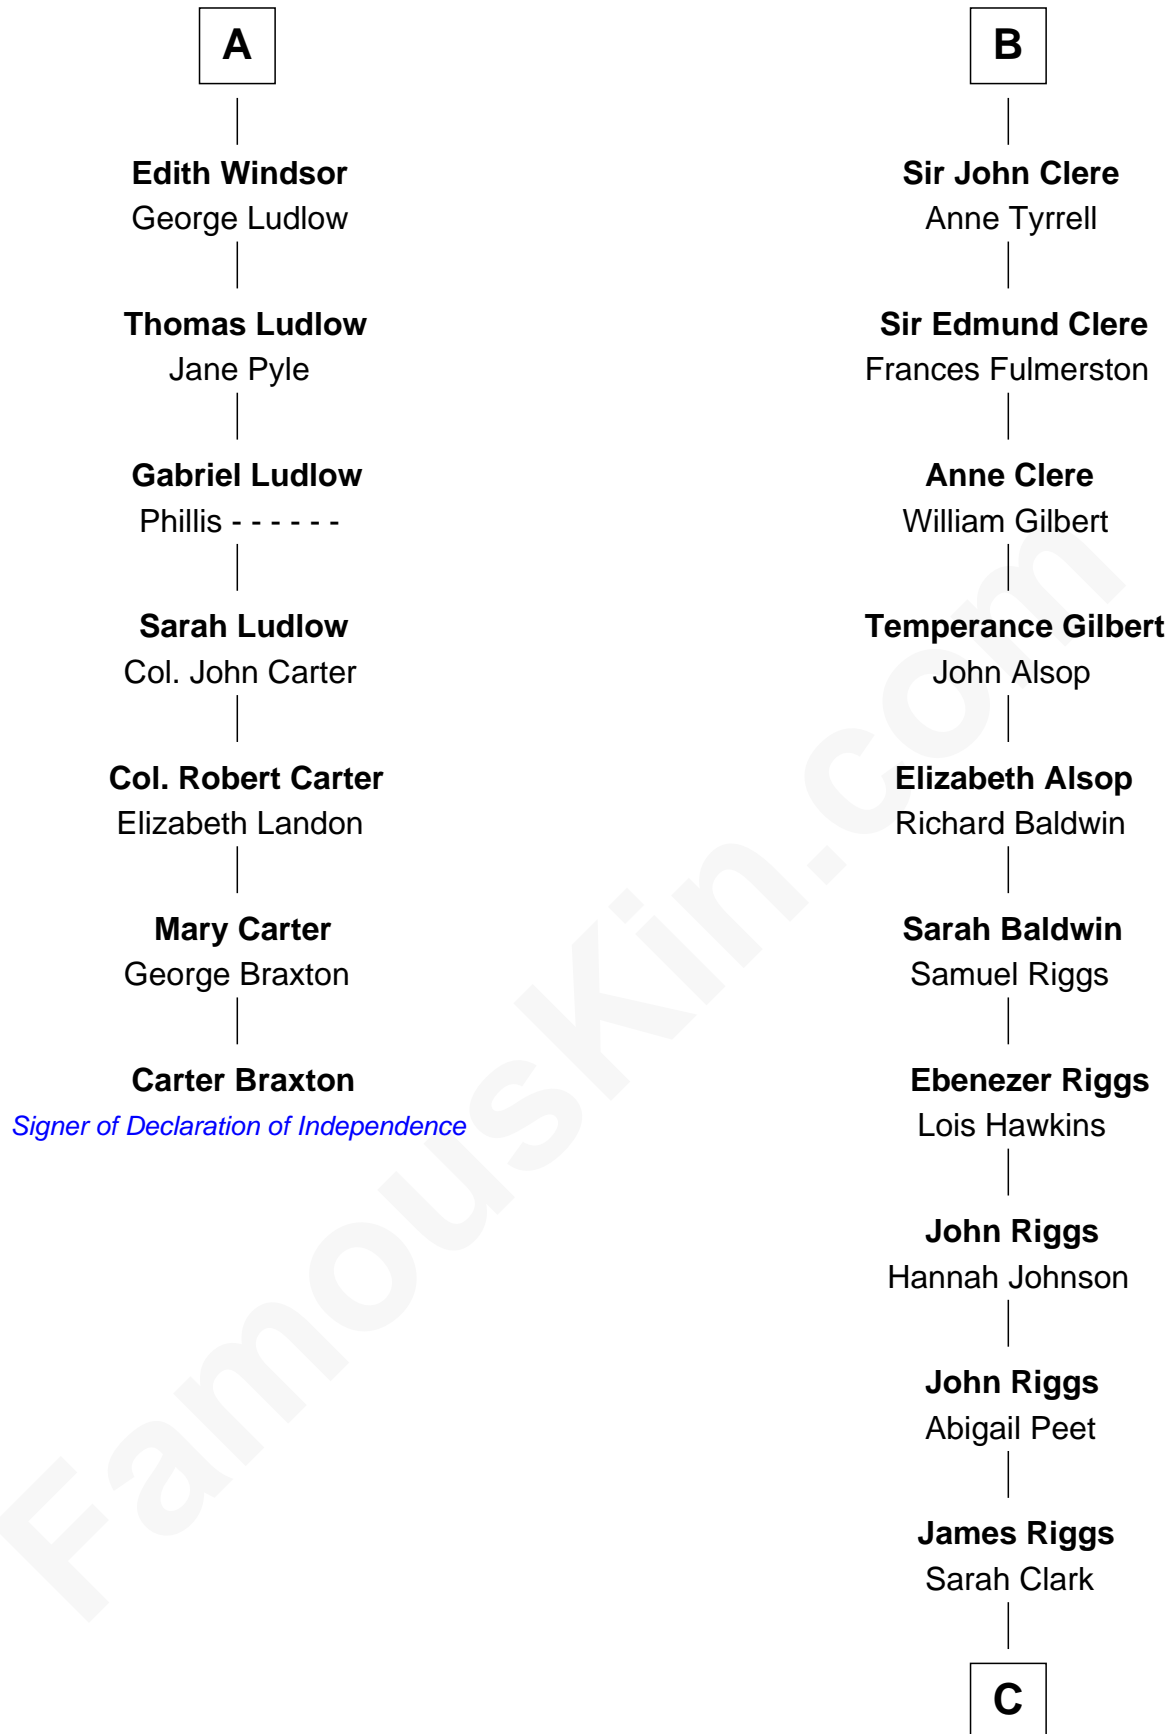 A
Edith Windsor
George Ludlow
Thomas Ludlow
Jane Pyle
Gabriel Ludlow
Phillis - - - - - -
Sarah Ludlow
Col. John Carter
Col. Robert Carter
Elizabeth Landon
Mary Carter
George Braxton
Carter Braxton
Signer of Declaration of Independence
B
Sir John Clere
Anne Tyrrell
Sir Edmund Clere
Frances Fulmerston
Anne Clere
William Gilbert
Temperance Gilbert
John Alsop
Elizabeth Alsop
Richard Baldwin
Sarah Baldwin
Samuel Riggs
Ebenezer Riggs
Lois Hawkins
John Riggs
Hannah Johnson
John Riggs
Abigail Peet
James Riggs
Sarah Clark
C
FamousKin.com